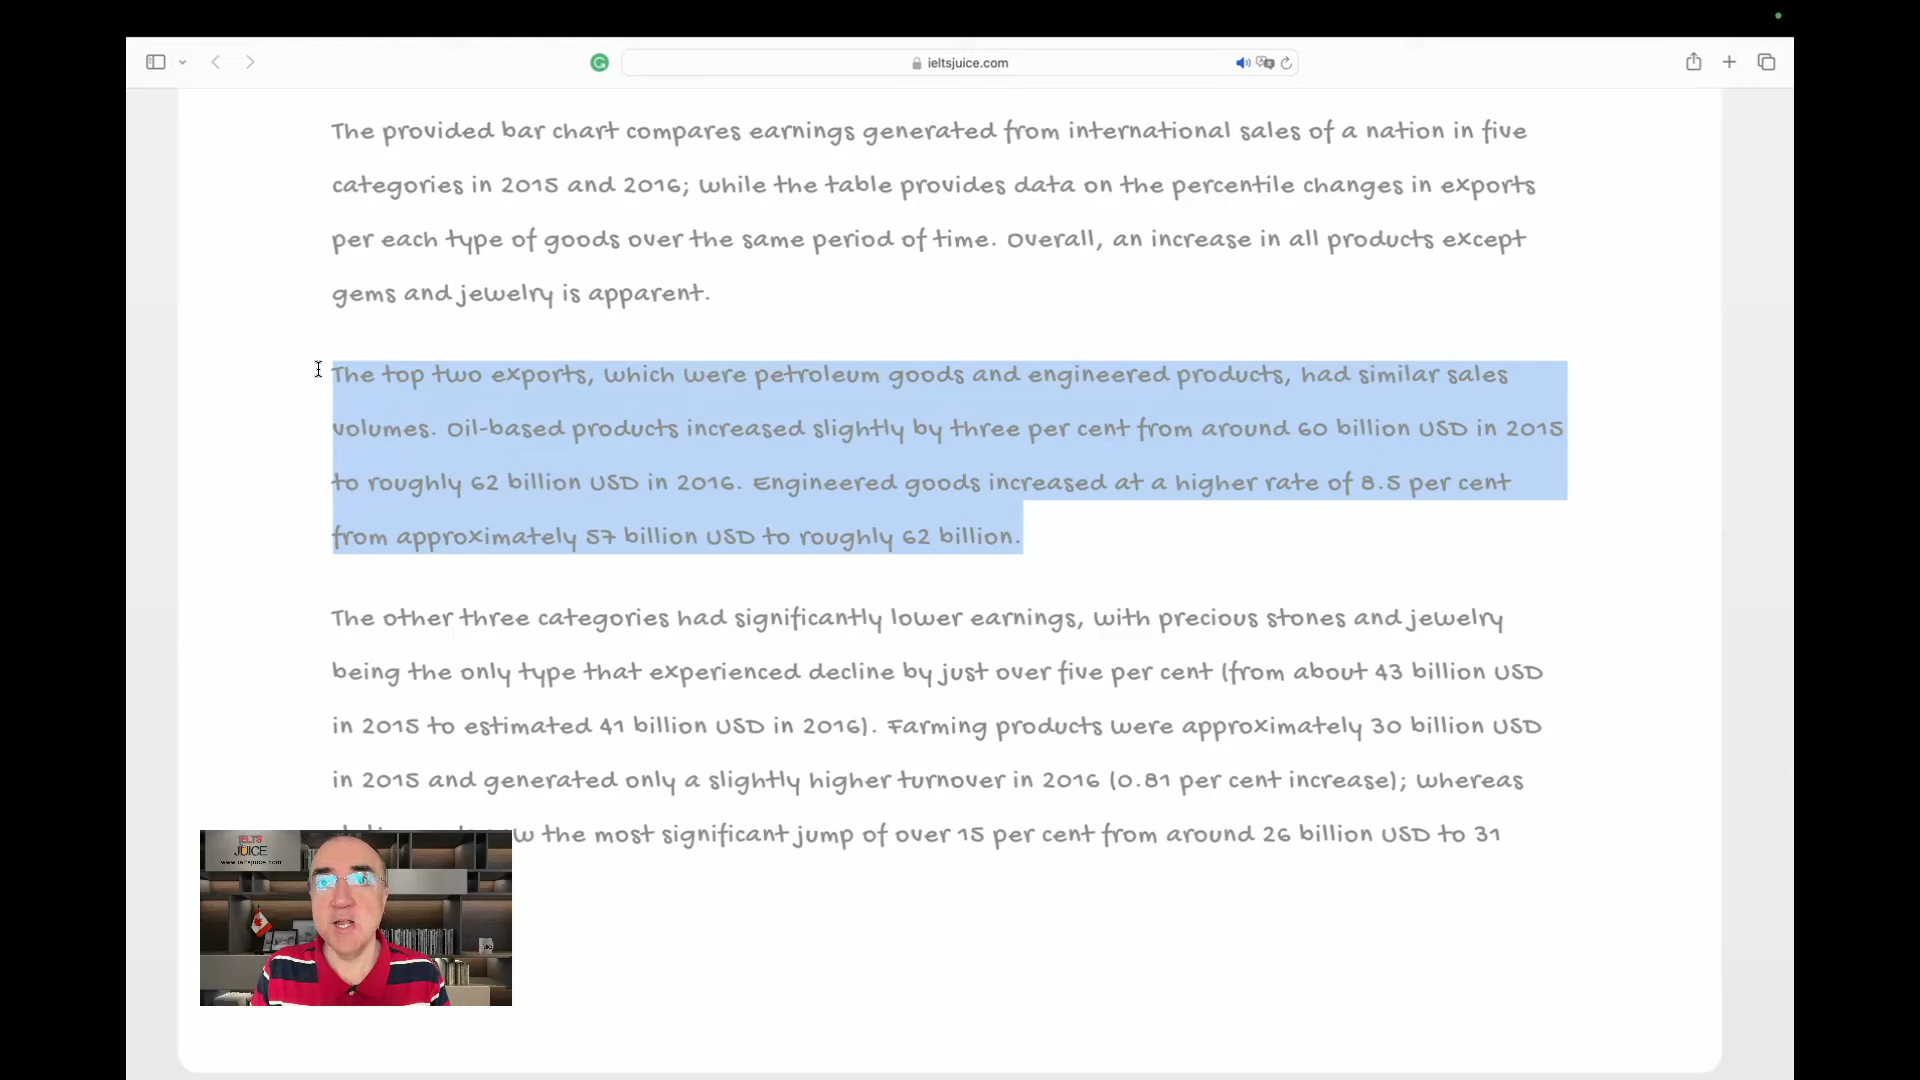 ieltsjuice.com
The provided bar chart compares earnings generated from international sales of a nation in five
categories in 2015 and 2016; while the table provides data on the percentile changes in exports
per each type of goods over the same period of time. Overall, an increase in all products except
gems and jewelry is apparent.
The top two exports, which were petroleum goods and engineered products, had similar sales
volumes. Oil-based products increased slightly by three per cent from around 60 billion USD in 2015
to roughly 62 billion USD in 2016. Engineered goods increased at a higher rate of 8.5 per cent
from approximately 57 billion USD to roughly 62 billion.
The other three categories had significantly lower earnings, with precious stones and jewelry
being the only type that experienced decline by just over five per cent (from about 43 billion USD
in 2015 to estimated 41 billion USD in 2016). Farming products were approximately 30 billion USD
in 2015 and generated only a slightly higher turnover in 2016 (0.81 per cent increase); whereas
the most significant jump of over 15 per cent from around 26 billion USD to 31
IELTS
JUICE
www.ieltsjuice.com